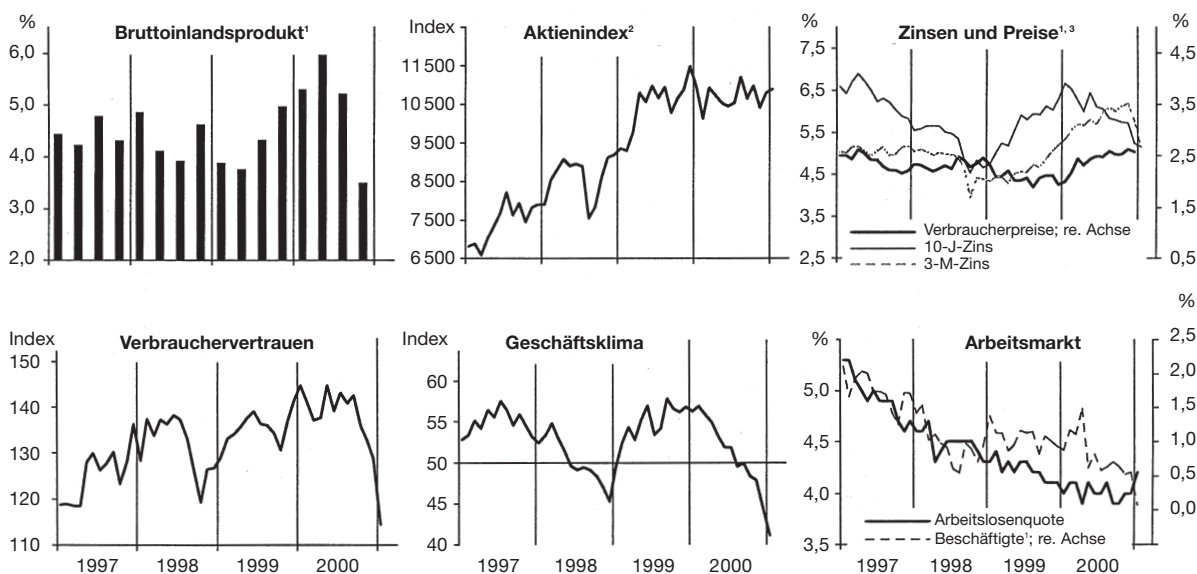 %
Bruttoinlandsprodukt¹
6,0
5,0
4,0
3,0
2,0
Index
Aktienindex²
11 500
10 500
9 500
8 500
7 500
6 500
%
Zinsen und Preise¹,³
%
7,5
6,5
5,5
4,5
3,5
2,5
4,5
3,5
2,5
1,5
0,5
Verbraucherpreise; re. Achse
10-J-Zins
3-M-Zins
Index
Verbrauchervertrauen
150
140
130
120
110
1997 1998 1999 2000
Index
Geschäftsklima
60
55
50
45
40
1997 1998 1999 2000
%
Arbeitsmarkt
%
5,0
4,5
4,0
3,5
2,5
2,0
1,5
1,0
0,5
0,0
Arbeitslosenquote
Beschäftigte¹; re. Achse
1997 1998 1999 2000